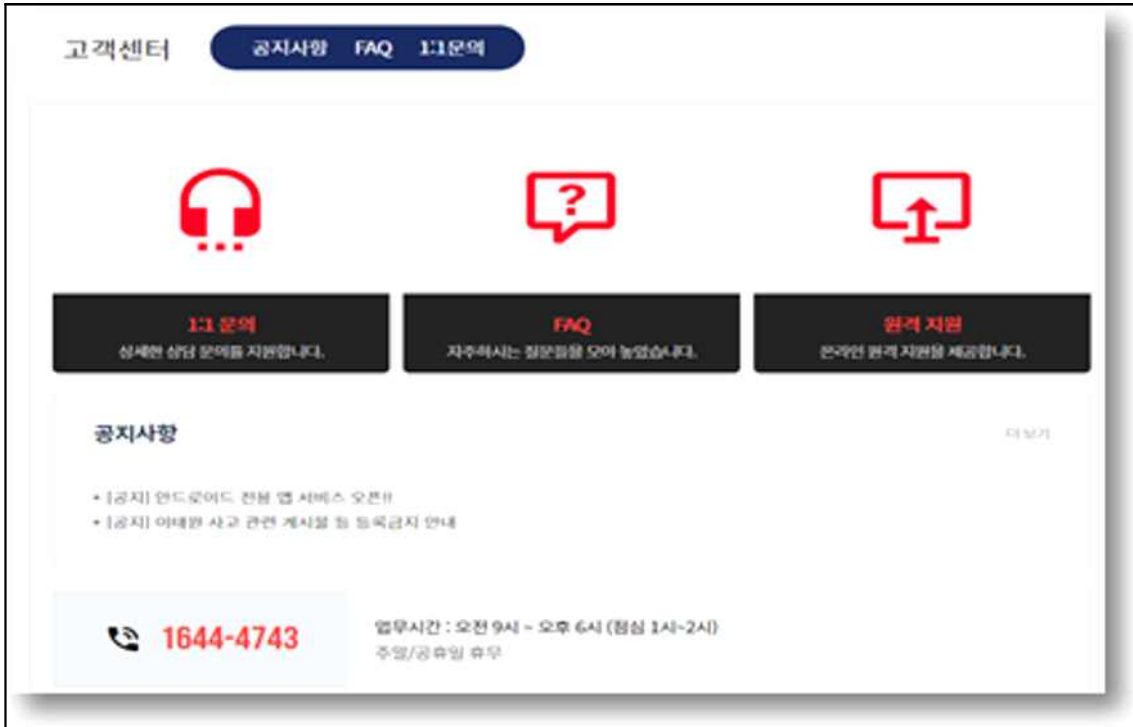 고객센터
공지사항 FAQ 1:1문의
?
1:1 문의
상세한 상담 문의를 지원합니다.
FAQ
자주하시는 질문들을 모아 놓았습니다.
원격 지원
온라인 원격 지원을 제공합니다.
공지사항
더 보기
• [공지] 안드로이드 전용 앱 서비스 오픈!!
• [공지] 이태원 사고 관련 게시물 등 등록금지 안내
1644-4743
업무시간 : 오전 9시 ~ 오후 6시 (점심 1시~2시)
주말/공휴일 휴무